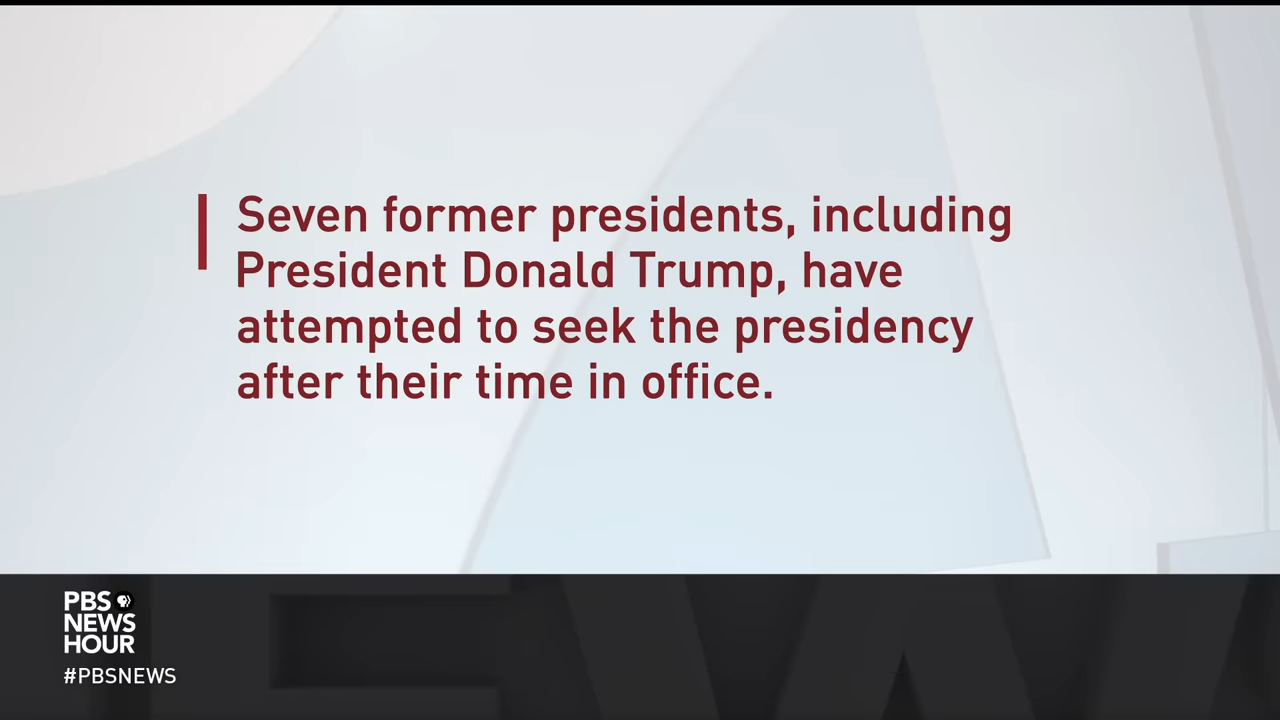 Seven former presidents, including
President Donald Trump, have
attempted to seek the presidency
after their time in office.
PBS
NEWS
HOUR
#PBSNEWS